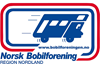 www.bobilforeningen.no
Norsk Bobilforening
REGION NORDLAND